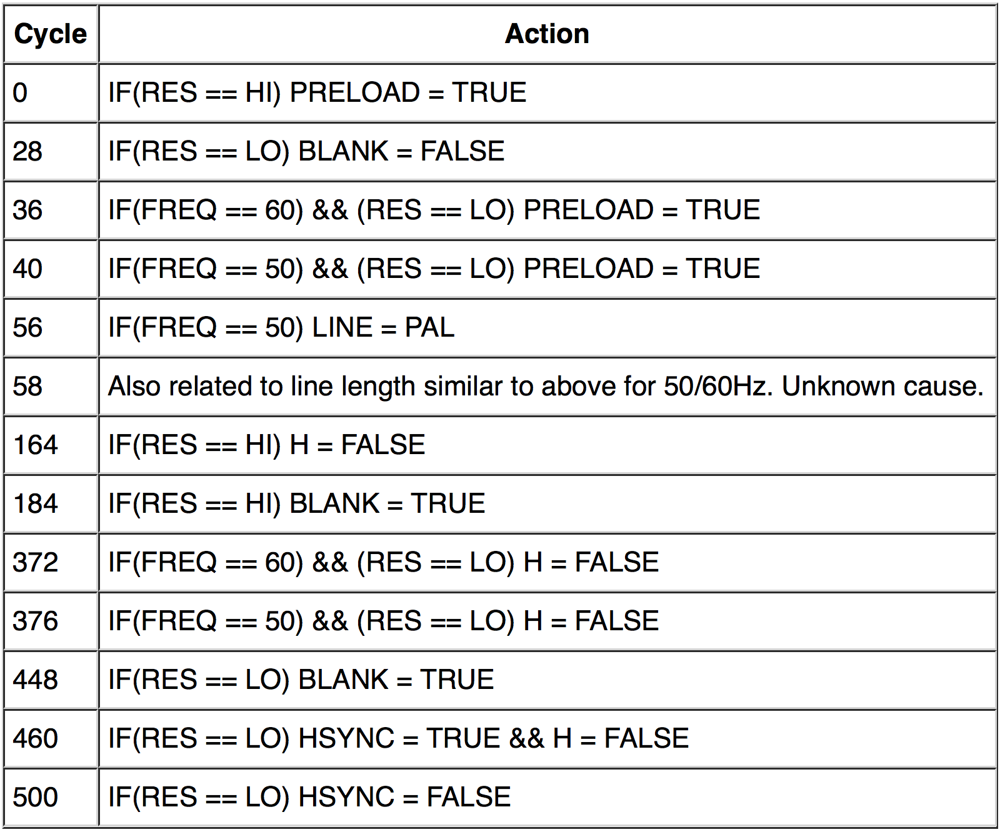 Cycle Action
0 IF(RES == HI) PRELOAD = TRUE
28 IF(RES == LO) BLANK = FALSE
36 IF(FREQ == 60) && (RES == LO) PRELOAD = TRUE
40 IF(FREQ == 50) && (RES == LO) PRELOAD = TRUE
56 IF(FREQ == 50) LINE = PAL
58 Also related to line length similar to above for 50/60Hz. Unknown cause.
164 IF(RES == HI) H = FALSE
184 IF(RES == HI) BLANK = TRUE
372 IF(FREQ == 60) && (RES == LO) H = FALSE
376 IF(FREQ == 50) && (RES == LO) H = FALSE
448 IF(RES == LO) BLANK = TRUE
460 IF(RES == LO) HSYNC = TRUE && H = FALSE
500 IF(RES == LO) HSYNC = FALSE